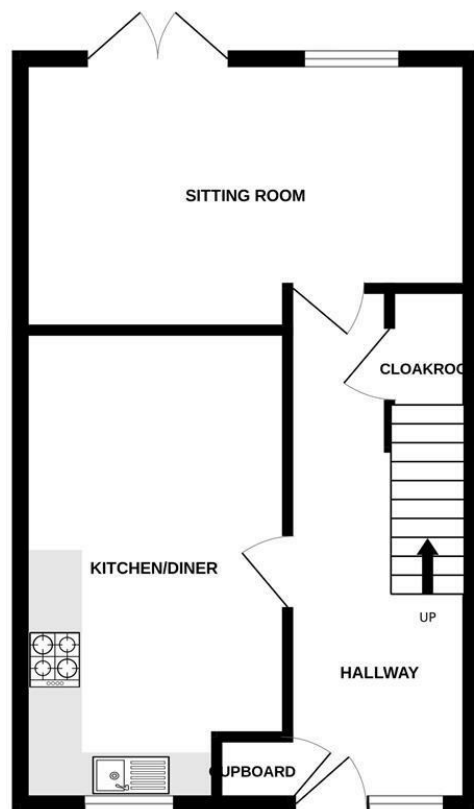 SITTING ROOM
CLOAKROO
KITCHEN/DINER
UP
HALLWAY
CUPBOARD